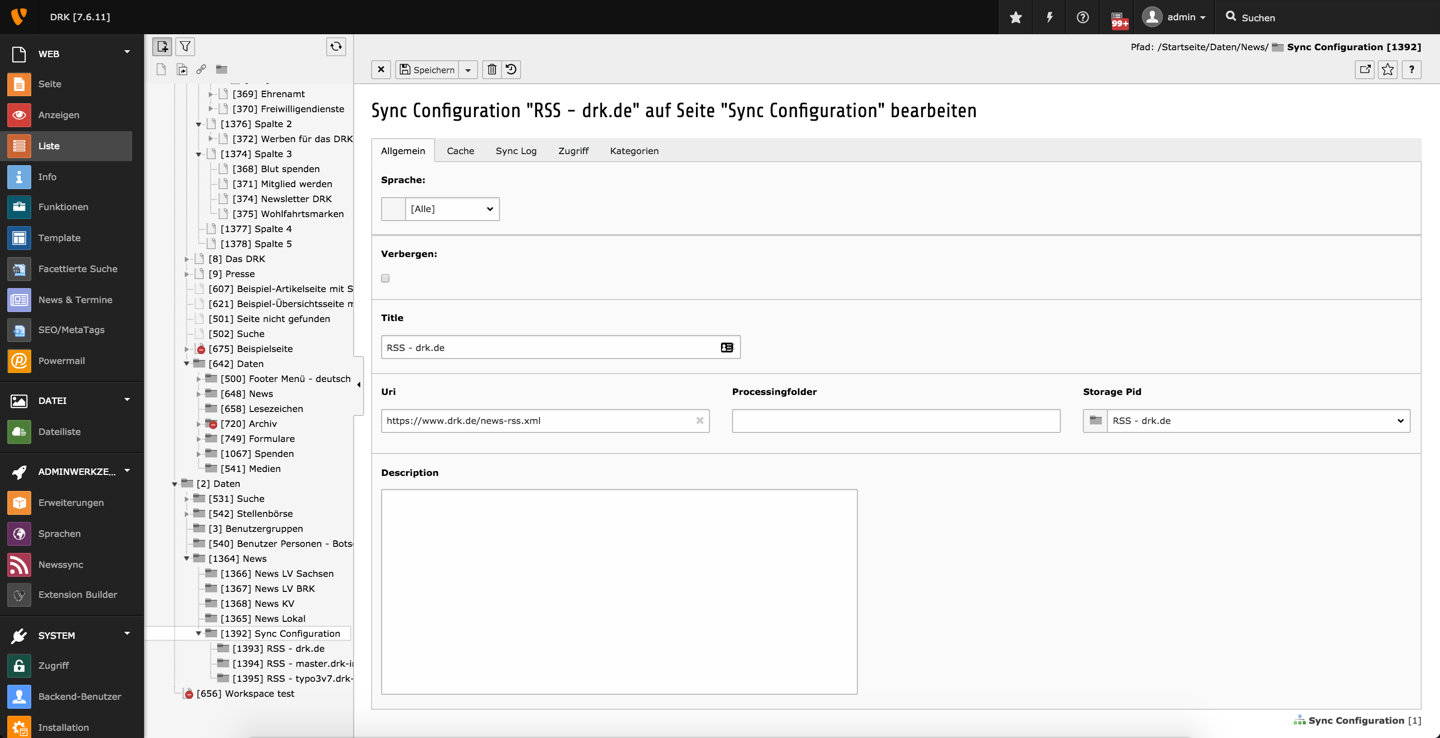 DRK [7.6.11]
99+
admin
Suchen
WEB
Seite
Anzeigen
Liste
Info
Funktionen
Template
Facettierte Suche
News & Termine
SEO/MetaTags
Powermail
DATEI
Dateiliste
ADMINWERKZE...
Erweiterungen
Sprachen
Newssync
Extension Builder
SYSTEM
Zugriff
Backend-Benutzer
Installation
[369] Ehrenamt
[370] Freiwilligendienste
[1376] Spalte 2
[372] Werben für das DRK
[1374] Spalte 3
[368] Blut spenden
[371] Mitglied werden
[374] Newsletter DRK
[375] Wohlfahrtsmarken
[1377] Spalte 4
[1378] Spalte 5
[8] Das DRK
[9] Presse
[607] Beispiel-Artikelseite mit S
[621] Beispiel-Übersichtsseite m
[501] Seite nicht gefunden
[502] Suche
[675] Beispielseite
[642] Daten
[500] Footer Menü - deutsch
[648] News
[658] Lesezeichen
[720] Archiv
[749] Formulare
[1067] Spenden
[541] Medien
[2] Daten
[531] Suche
[542] Stellenbörse
[3] Benutzergruppen
[540] Benutzer Personen - Bots
[1364] News
[1366] News LV Sachsen
[1367] News LV BRK
[1368] News KV
[1365] News Lokal
[1392] Sync Configuration
[1393] RSS - drk.de
[1394] RSS - master.drk-i
[1395] RSS - typo3v7.drk-
[656] Workspace test
Pfad: /Startseite/Daten/News/ Sync Configuration [1392]
Speichern
?
Sync Configuration "RSS - drk.de" auf Seite "Sync Configuration" bearbeiten
Allgemein Cache Sync Log Zugriff Kategorien
Sprache:
[Alle]
Verbergen:
Title
RSS - drk.de
Uri Processingfolder Storage Pid
https://www.drk.de/news-rss.xml RSS - drk.de
Description
Sync Configuration [1]